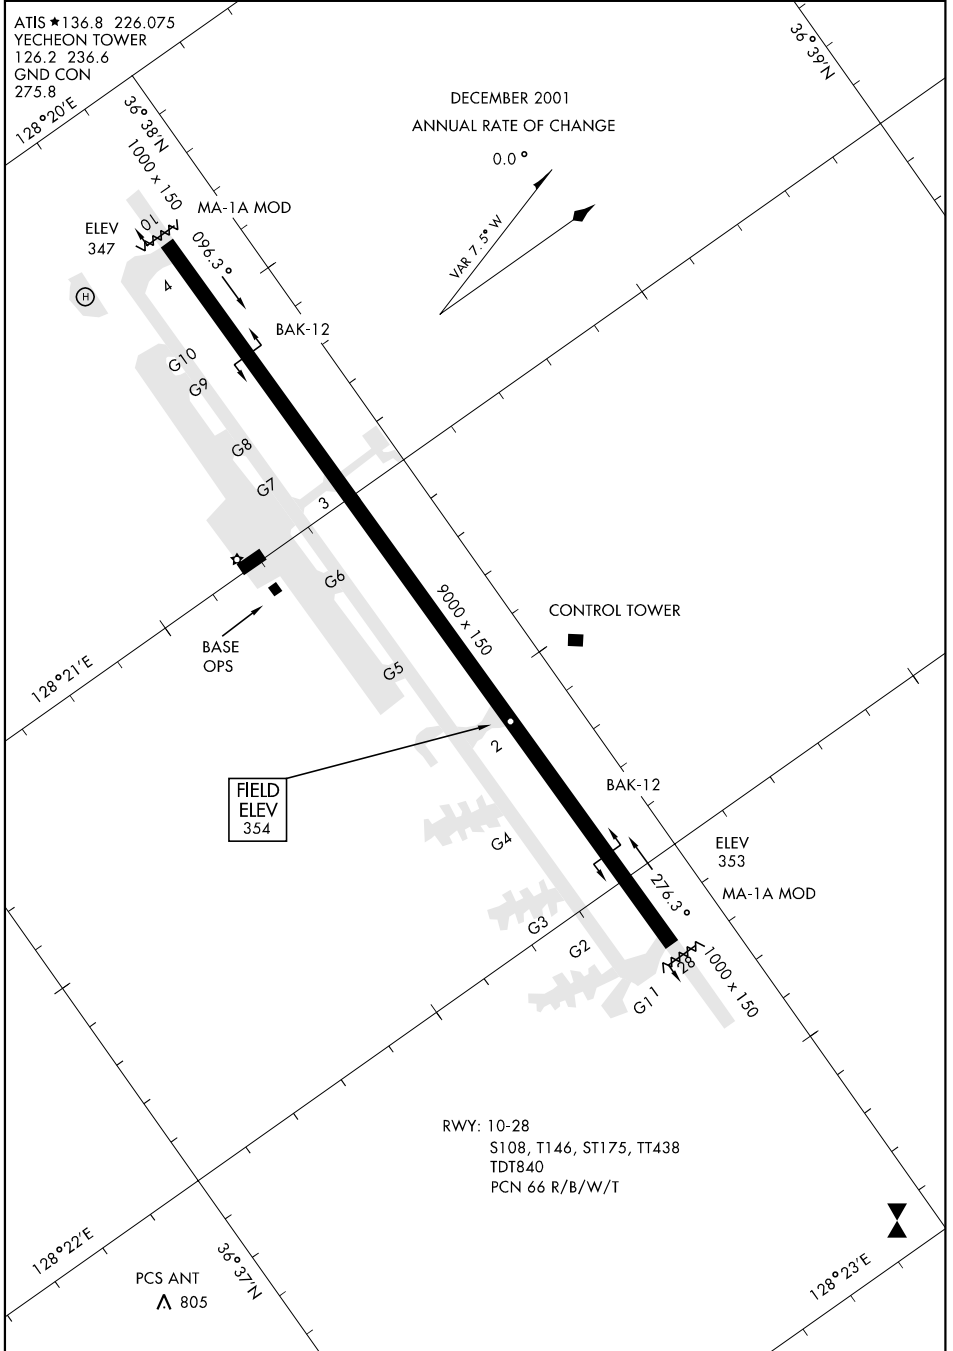 ATIS ★136.8 226.075
YECHEON TOWER
126.2 236.6
GND CON
275.8
128°20'E
36°38'N
36°39'N
DECEMBER 2001
ANNUAL RATE OF CHANGE
0.0°
VAR 7.5° W
1000 x 150
MA-1A MOD
ELEV
347
01
096.3°
H
4
BAK-12
G10
G9
G8
G7
3
G6
9000 x 150
CONTROL TOWER
BASE
OPS
128°21'E
G5
2
FIELD
ELEV
354
BAK-12
G4
ELEV
353
276.3°
MA-1A MOD
G3
G2
28
1000 x 150
1
G1
RWY: 10-28
S108, T146, ST175, TT438
TDT840
PCN 66 R/B/W/T
128°22'E
36°37'N
128°23'E
PCS ANT
805